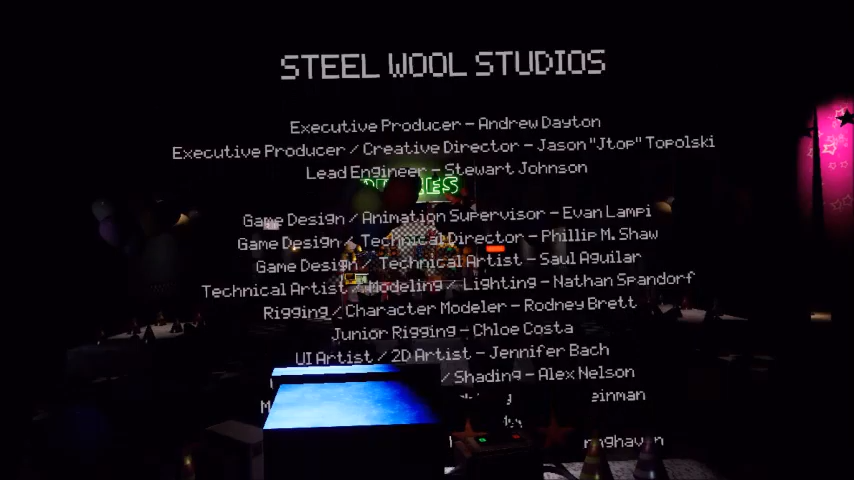 STEEL WOOL STUDIOS
Executive Producer - Andrew Dayton
Executive Producer / Creative Director - Jason "Jtop" Topolski
Lead Engineer - Stewart Johnson
Game Design / Animation Supervisor - Evan Lampi
Game Design / Technical Director - Phillip M. Shaw
Game Design / Technical Artist - Saul Aguilar
Technical Artist / Modeling / Lighting - Nathan Spandorf
Rigging / Character Modeler - Rodney Brett
Junior Rigging - Chloe Costa
UI Artist / 2D Artist - Jennifer Bach
/ Shading - Alex Nelson